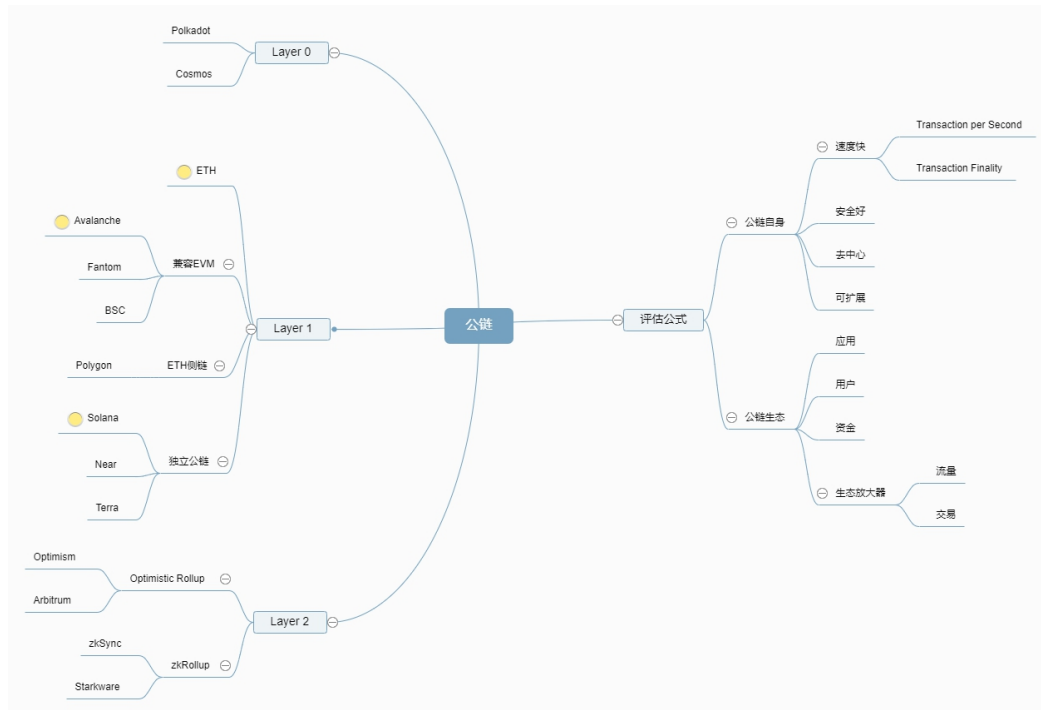 公链
Layer 0
Polkadot
Cosmos
Layer 1
ETH
兼容EVM
Avalanche
Fantom
BSC
ETH侧链
Polygon
独立公链
Solana
Near
Terra
Layer 2
Optimistic Rollup
Optimism
Arbitrum
zkRollup
zkSync
Starkware
评估公式
公链自身
速度快
Transaction per Second
Transaction Finality
安全好
去中心
可扩展
公链生态
应用
用户
资金
生态放大器
流量
交易